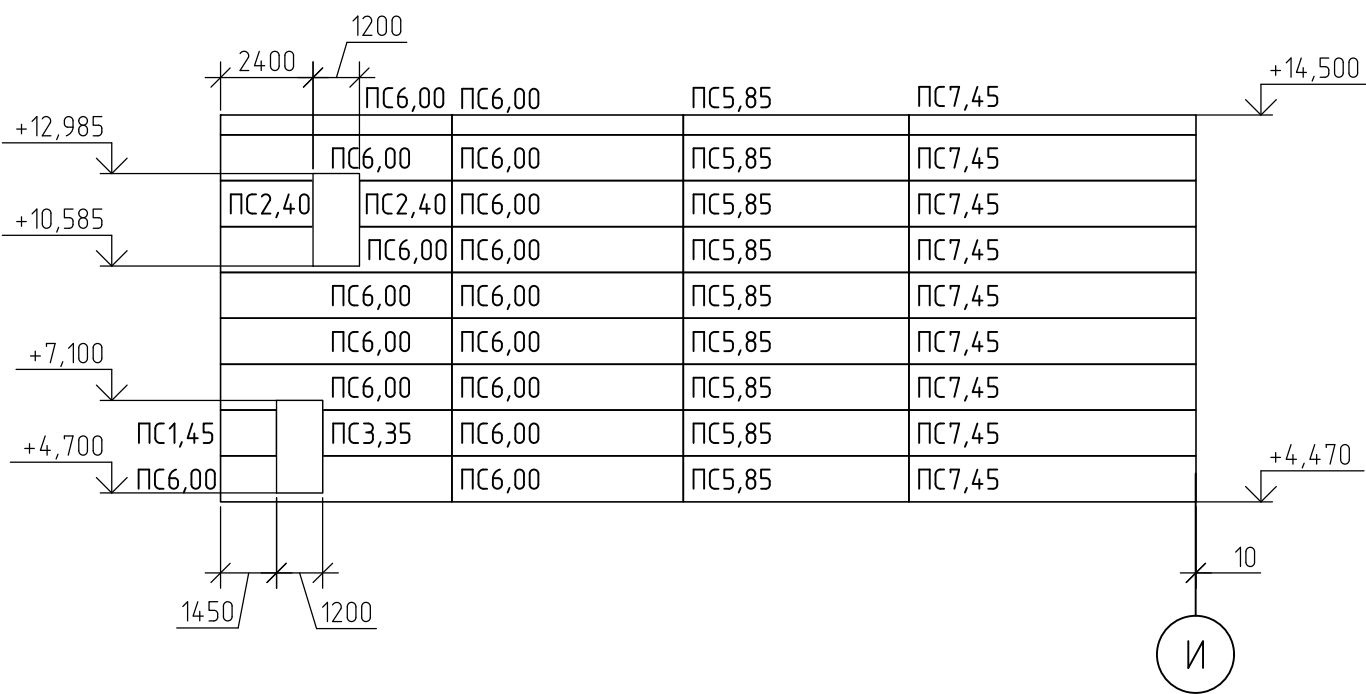 1200
2400
+14,500
ПС6,00 ПС6,00 ПС5,85 ПС7,45
+12,985
ПС6,00 ПС6,00 ПС5,85 ПС7,45
ПС2,40 ПС2,40 ПС6,00 ПС5,85 ПС7,45
+10,585
ПС6,00 ПС6,00 ПС5,85 ПС7,45
ПС6,00 ПС6,00 ПС5,85 ПС7,45
ПС6,00 ПС6,00 ПС5,85 ПС7,45
+7,100
ПС6,00 ПС6,00 ПС5,85 ПС7,45
ПС1,45 ПС3,35 ПС6,00 ПС5,85 ПС7,45
+4,700
+4,470
ПС6,00 ПС6,00 ПС5,85 ПС7,45
10
1450 1200
И